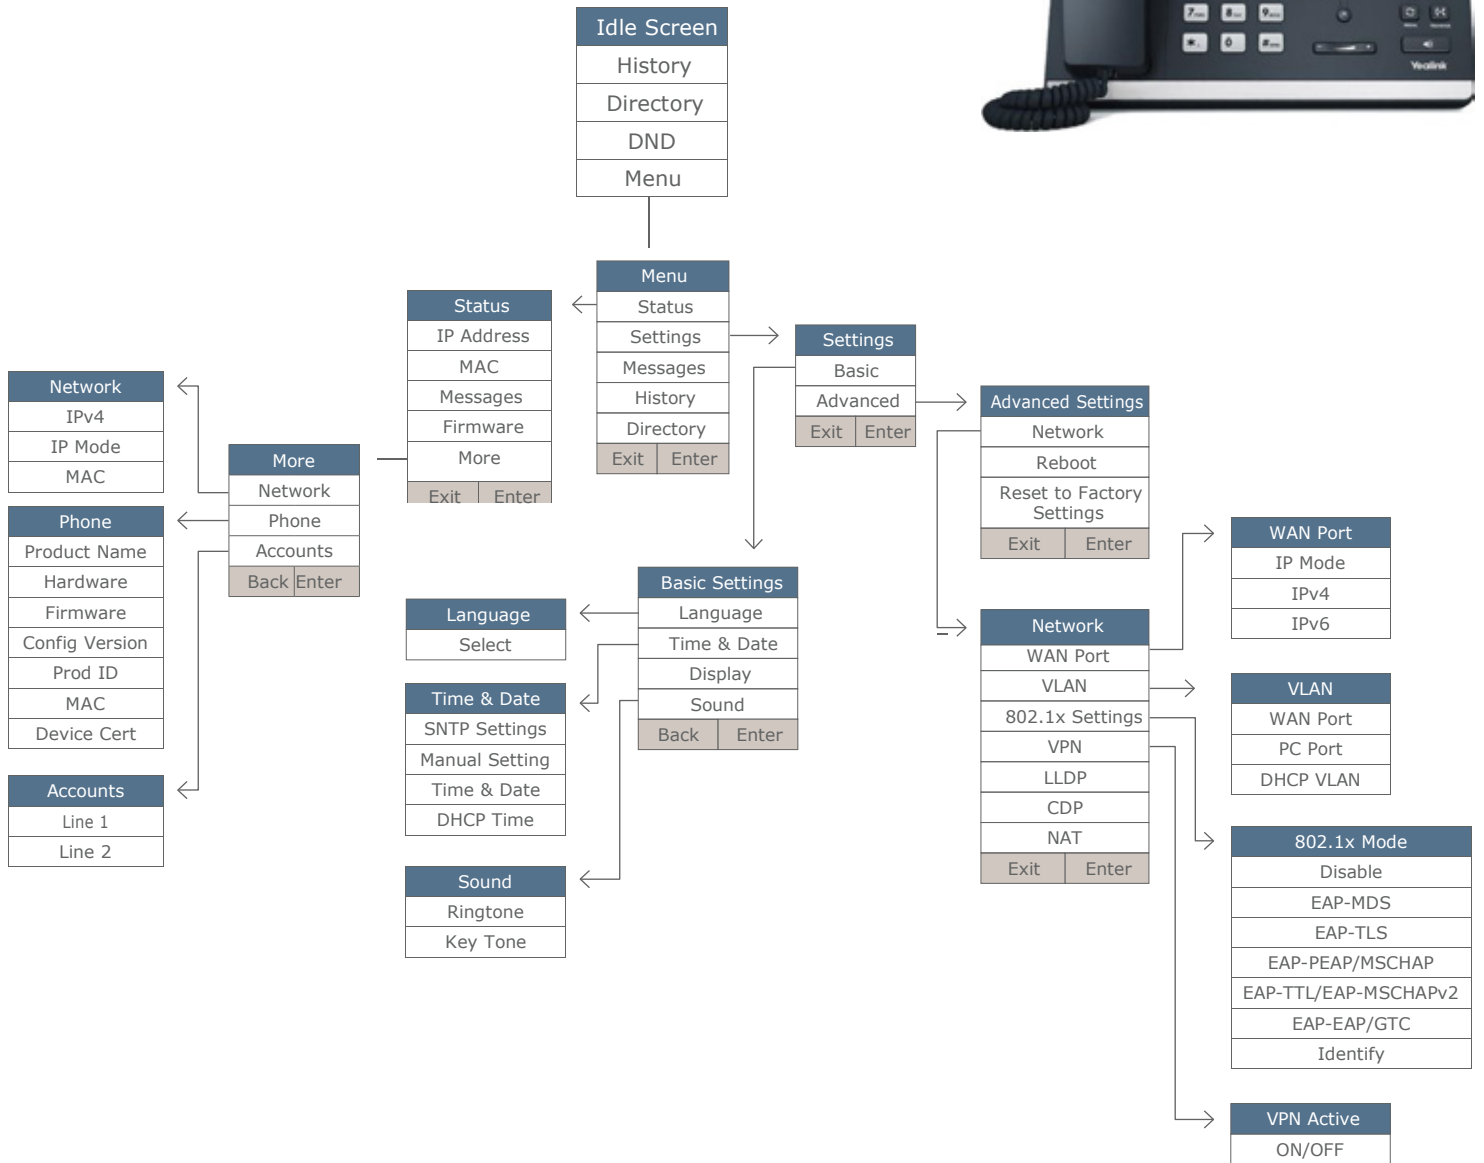 7
8
9
*
0
#
Yealink
Idle Screen
History
Directory
DND
Menu
Menu
Status
Settings
Messages
History
Directory
Exit Enter
Status
IP Address
MAC
Messages
Firmware
More
Exit Enter
Settings
Basic
Advanced
Exit Enter
Network
IPv4
IP Mode
MAC
More
Network
Phone
Accounts
Back Enter
Phone
Product Name
Hardware
Firmware
Config Version
Prod ID
MAC
Device Cert
Accounts
Line 1
Line 2
Advanced Settings
Network
Reboot
Reset to Factory
Settings
Exit Enter
Basic Settings
Language
Time & Date
Display
Sound
Back Enter
Language
Select
Time & Date
SNTP Settings
Manual Setting
Time & Date
DHCP Time
Sound
Ringtone
Key Tone
Network
WAN Port
VLAN
802.1x Settings
VPN
LLDP
CDP
NAT
Exit Enter
WAN Port
IP Mode
IPv4
IPv6
VLAN
WAN Port
PC Port
DHCP VLAN
802.1x Mode
Disable
EAP-MDS
EAP-TLS
EAP-PEAP/MSCHAP
EAP-TTL/EAP-MSCHAPv2
EAP-EAP/GTC
Identify
VPN Active
ON/OFF